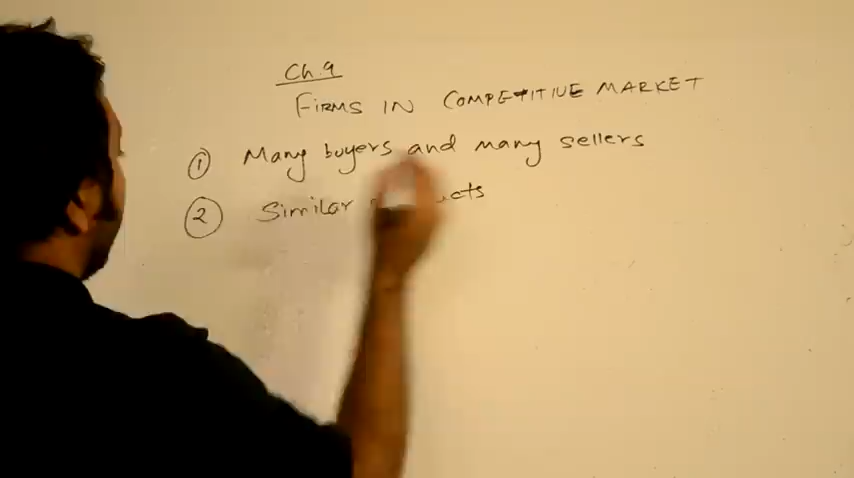 Ch.9
FIRMS IN COMPETITIVE MARKET
① Many buyers and many sellers
② Similar